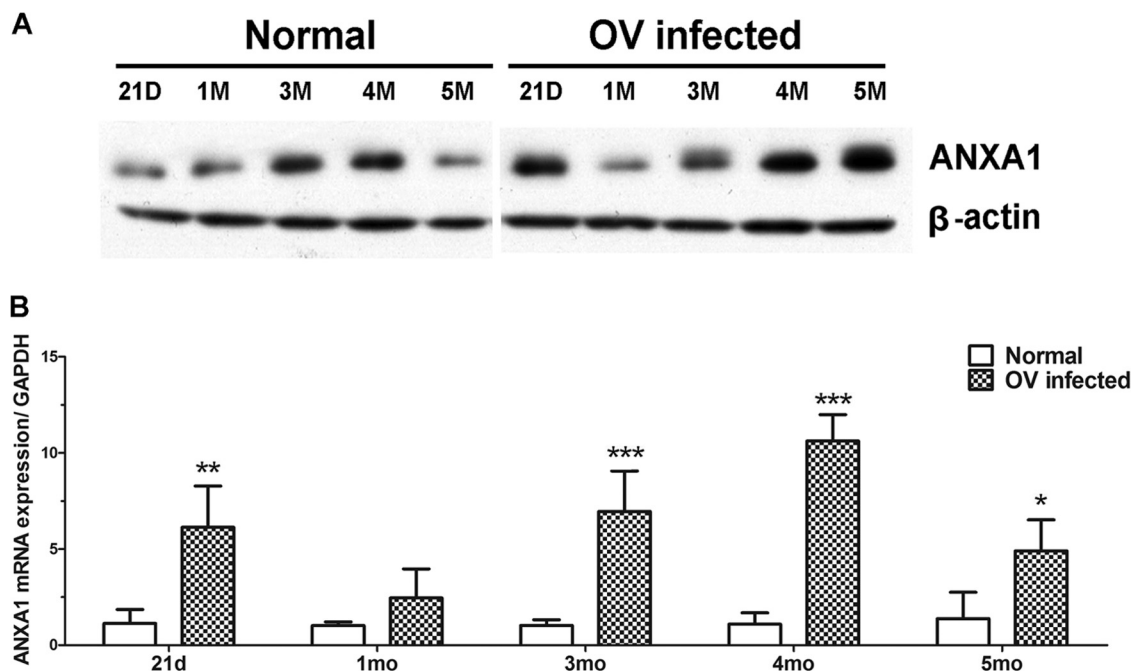 A
Normal OV infected
21D 1M 3M 4M 5M 21D 1M 3M 4M 5M
ANXA1
β-actin
B
ANXA1 mRNA expression/ GAPDH
15
10
5
0
Normal
OV infected
** *** *** *
21d 1mo 3mo 4mo 5mo